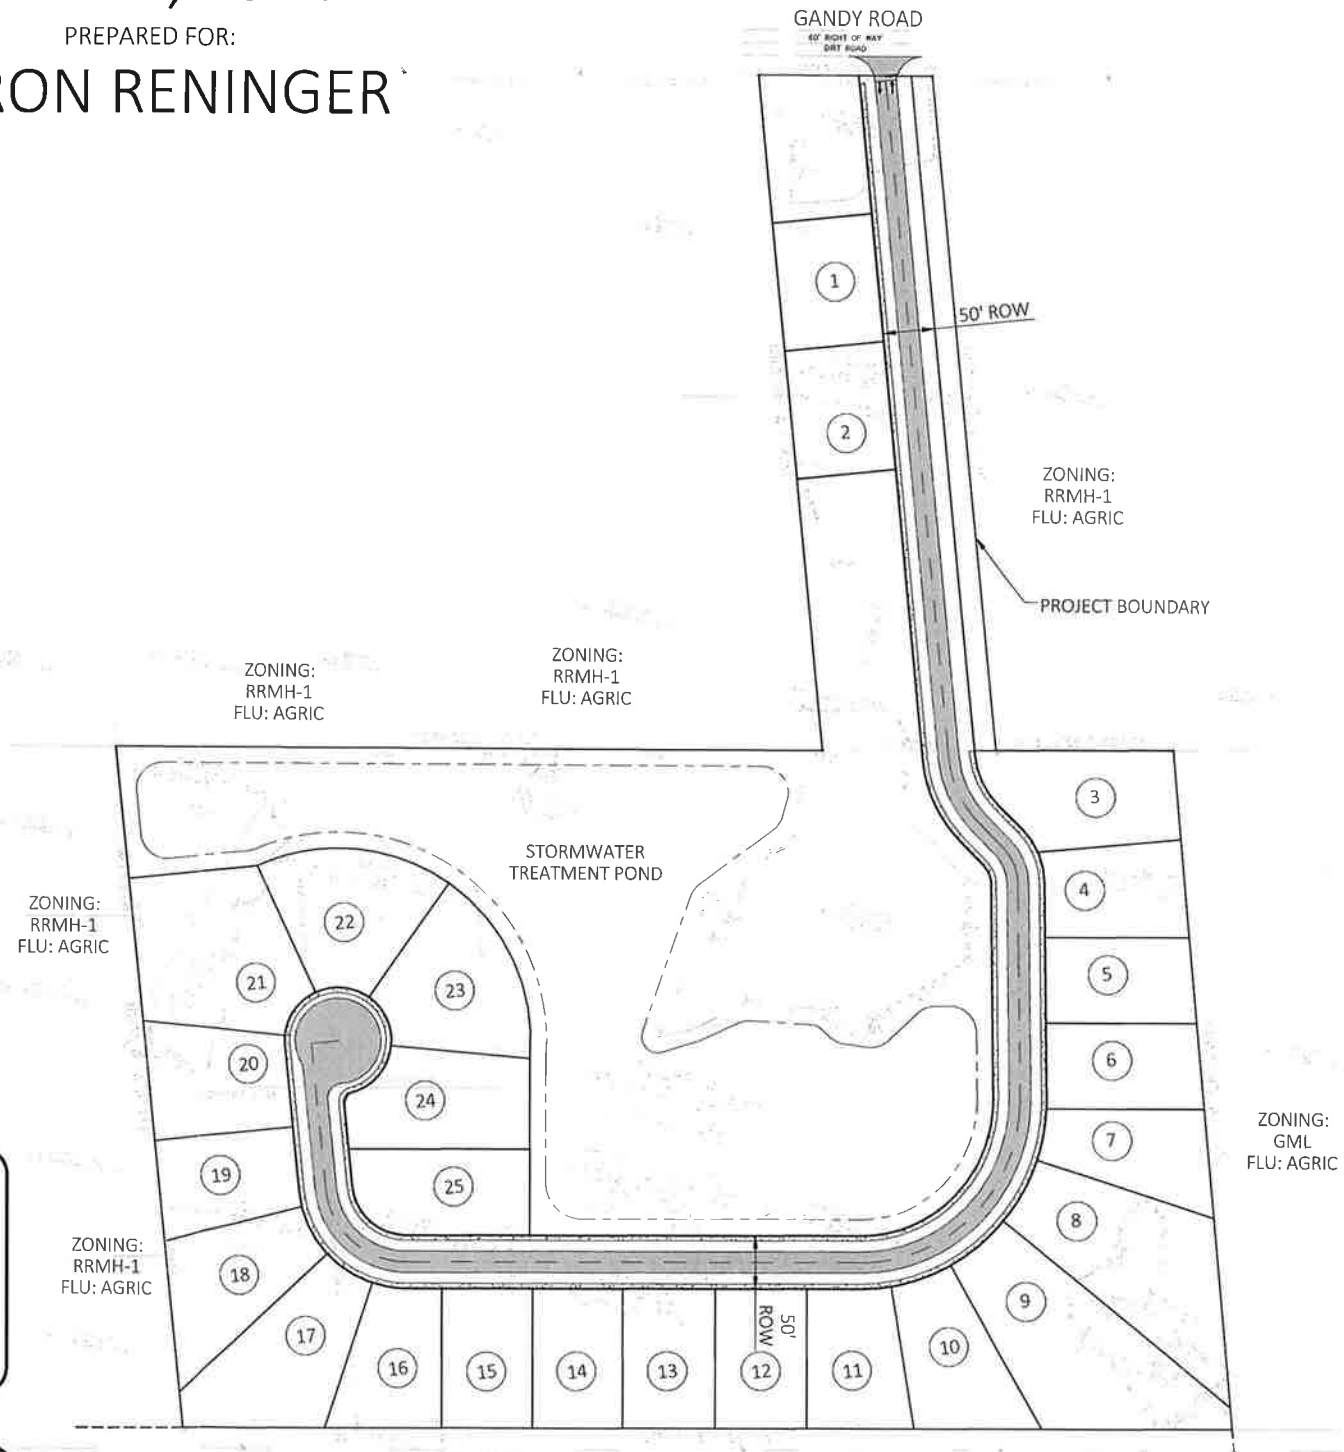 PREPARED FOR:
RON RENINGER
GANDY ROAD
60' RIGHT OF WAY
DIRT ROAD
1
50' ROW
2
ZONING:
RRMH-1
FLU: AGRIC
PROJECT BOUNDARY
ZONING:
RRMH-1
FLU: AGRIC
ZONING:
RRMH-1
FLU: AGRIC
3
STORMWATER
TREATMENT POND
4
ZONING:
RRMH-1
FLU: AGRIC
22
5
21
23
6
20
24
7
ZONING:
GML
FLU: AGRIC
19
25
8
ZONING:
RRMH-1
FLU: AGRIC
18
9
17
50'
ROW
10
16
15
14
13
12
11